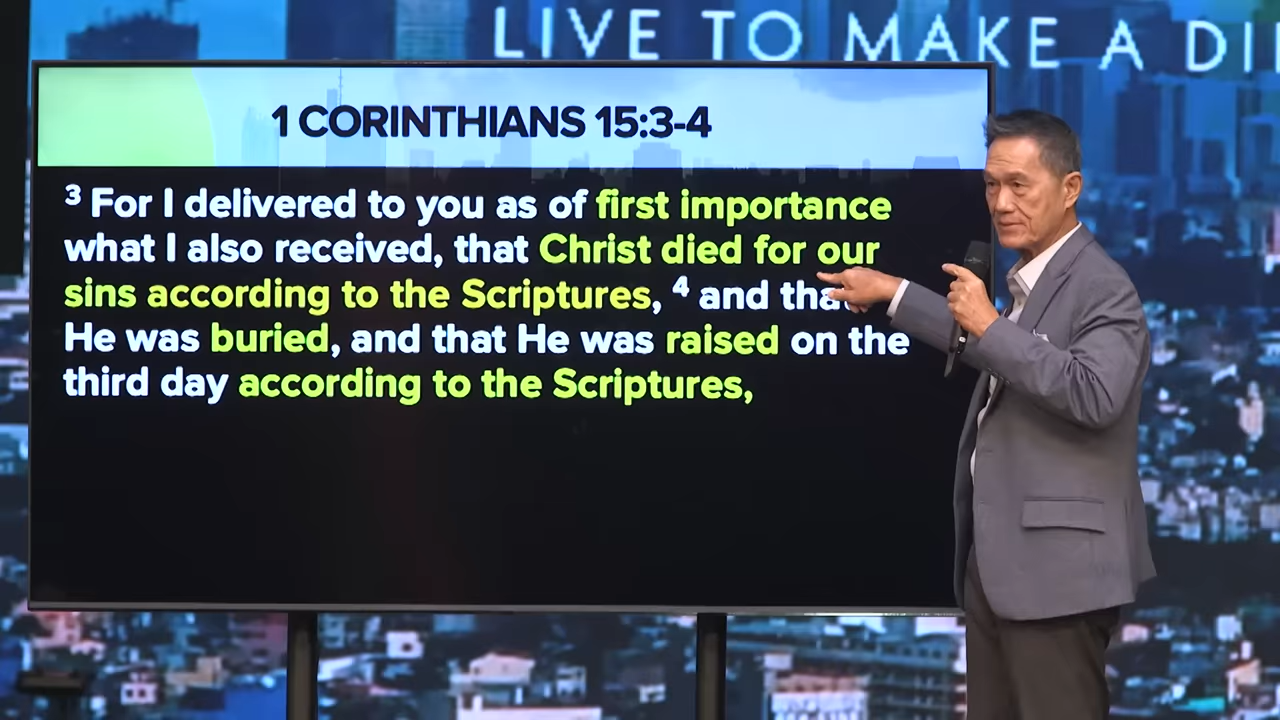 LIVE TO MAKE A DI
1 CORINTHIANS 15:3-4
³ For I delivered to you as of first importance
what I also received, that Christ died for our
sins according to the Scriptures, ⁴ and that
He was buried, and that He was raised on the
third day according to the Scriptures,